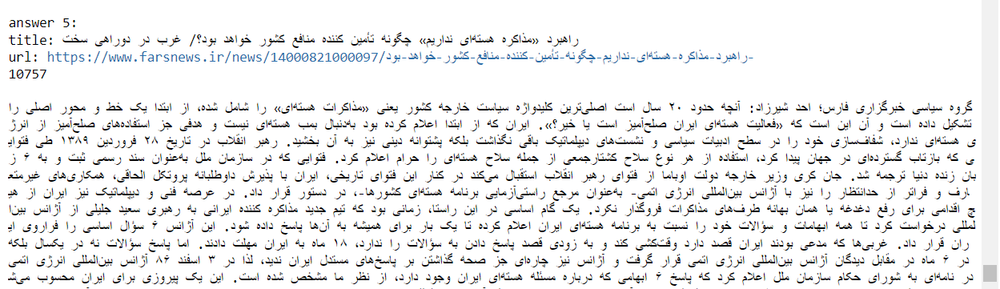 answer 5:
title: راهبرد «مذاکره هسته‌ای نداریم» چگونه تأمین کننده منافع کشور خواهد بود؟/ غرب در دوراهی سخت
url: https://www.farsnews.ir/news/14000821000097/راهبرد-مذاکره-هسته‌ای-نداریم-چگونه-تأمین-کننده-منافع-کشور-خواهد-بود-
10757
گروه سیاسی خبرگزاری فارس؛ احد شیرزاد: آنچه حدود ۲۰ سال است اصلی‌ترین کلیدواژه سیاست خارجه کشور یعنی «مذاکرات هسته‌ای» را شامل شده، از ابتدا یک خط و محور اصلی را
تشکیل داده است و آن این است که «فعالیت هسته‌ای ایران صلح‌آمیز است یا خیر؟». ایران که از ابتدا اعلام کرده بود به‌دنبال بمب هسته‌ای نیست و هدفی جز استفاده‌های صلح‌آمیز از انرژ
ی هسته‌ای ندارد، شفاف‌سازی خود را در سطح ادبیات سیاسی و نشست‌های دیپلماتیک باقی نگذاشت بلکه پشتوانه دینی نیز به آن بخشید. رهبر انقلاب در تاریخ ۲۸ فروردین ۱۳۸۹ طی فتوای
ی که بازتاب گسترده‌ای در جهان پیدا کرد، استفاده از هر نوع سلاح کشتارجمعی از جمله سلاح هسته‌ای را حرام اعلام کرد. فتوایی که در سازمان ملل به‌عنوان سند رسمی ثبت و به ۶ ز
بان زنده دنیا ترجمه شد. جان کری وزیر خارجه دولت اوباما از فتوای رهبر انقلاب استقبال می‌کند در کنار این فتوای تاریخی، ایران با پذیرش داوطلبانه پروتکل الحاقی، همکاری‌های غیرمتع
ارف و فراتر از حدانتظار را نیز با آژانس بین‌المللی انرژی اتمی- به‌عنوان مرجع راستی‌آزمایی برنامه هسته‌ای کشورها-، در دستور قرار داد. در عرصه فنی و دیپلماتیک نیز ایران از هی
چ اقدامی برای رفع دغدغه یا همان بهانه طرف‌های مذاکرات فروگذار نکرد. یک گام اساسی در این راستا، زمانی بود که تیم جدید مذاکره کننده ایرانی به رهبری سعید جلیلی از آژانس بین‌ا
لمللی درخواست کرد تا همه ابهامات و سؤالات خود را نسبت به برنامه هسته‌ای ایران اعلام کرده تا یک بار برای همیشه به آن‌ها پاسخ داده شود. این آژانس ۶ سؤال اساسی را فراروی ای
ران قرار داد. غربی‌ها که مدعی بودند ایران قصد دارد وقت‌کشی کند و به زودی قصد پاسخ دادن به سؤالات را ندارد، ۱۸ ماه به ایران مهلت دادند. اما پاسخ سؤالات نه در یکسال بلکه
در ۶ ماه در مقابل دیدگان آژانس بین‌المللی انرژی اتمی قرار گرفت و آژانس نیز چاره‌ای جز صحه گذاشتن بر پاسخ‌های مستدل ایران ندید، لذا در ۳ اسفند ۸۶ آژانس بین‌المللی انرژی اتمی
در نامه‌ای به شورای حکام سازمان ملل اعلام کرد که پاسخ ۶ ابهامی که درباره مسئله هسته‌ای ایران وجود دارد، از نظر ما مشخص شده است. این یک پیروزی برای ایران محسوب می‌ش